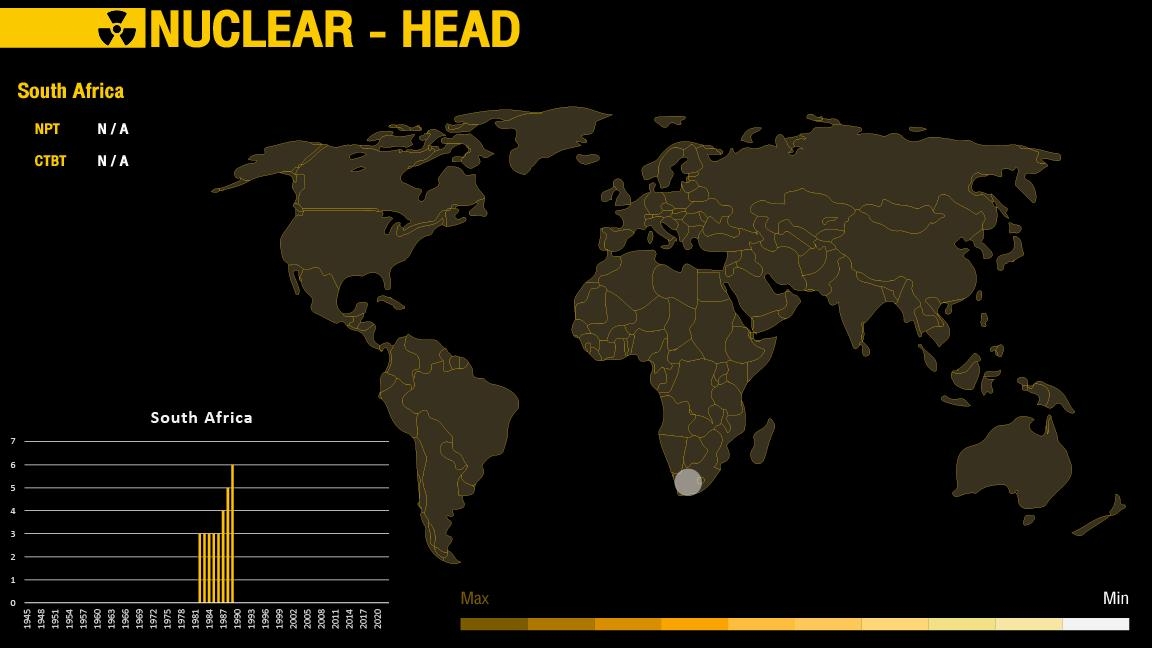 NUCLEAR - HEAD
South Africa
NPT N / A
CTBT N / A
South Africa
7
6
5
4
3
2
1
0
1945 1948 1951 1954 1957 1960 1963 1966 1969 1972 1975 1978 1981 1984 1987 1990 1993 1996 1999 2002 2005 2008 2011 2014 2017 2020
Max Min